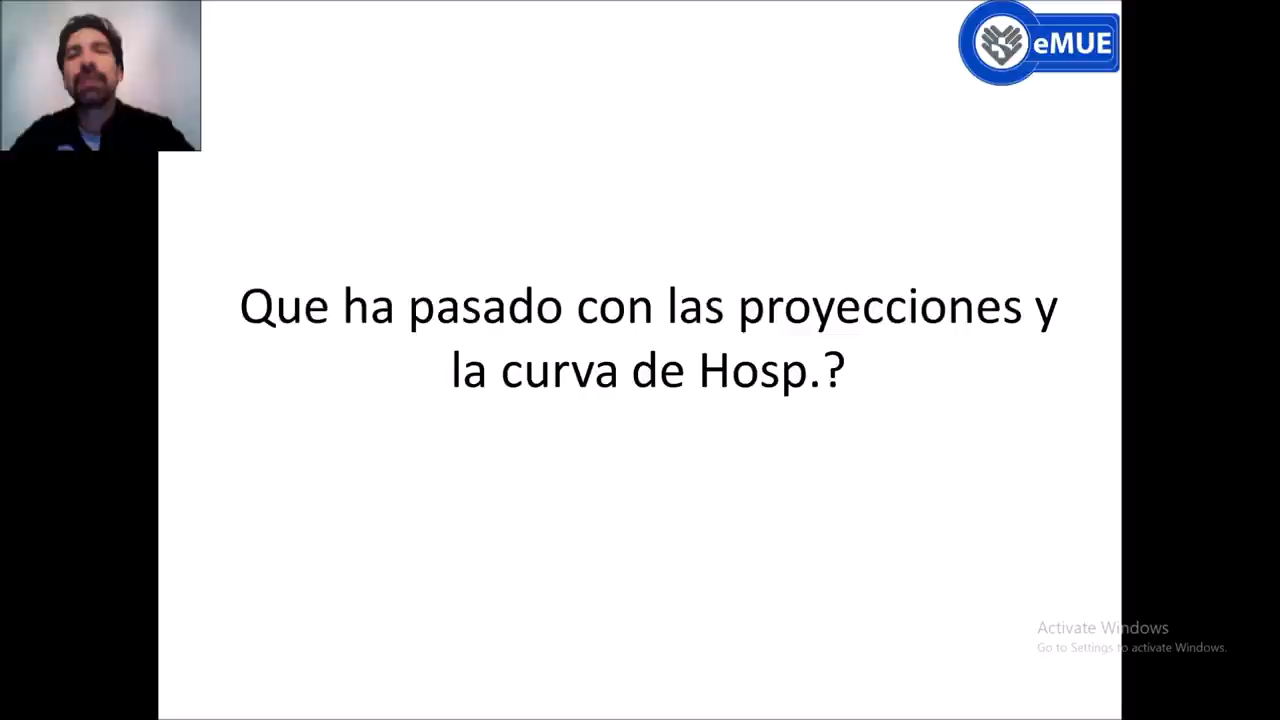 eMUE
Que ha pasado con las proyecciones y
la curva de Hosp.?
Activate Windows
Go to Settings to activate Windows.